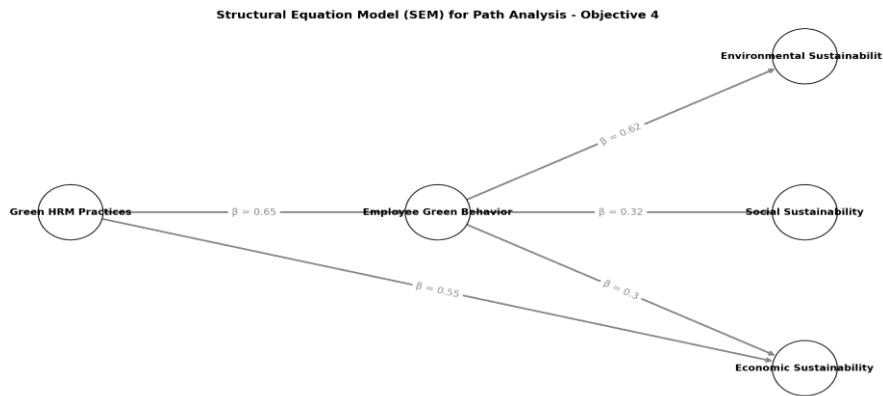 Structural Equation Model (SEM) for Path Analysis - Objective 4
Environmental Sustainabilit
β = 0.62
Green HRM Practices
β = 0.65
Employee Green Behavior
β = 0.32
Social Sustainability
β = 0.55
β = 0.3
Economic Sustainability